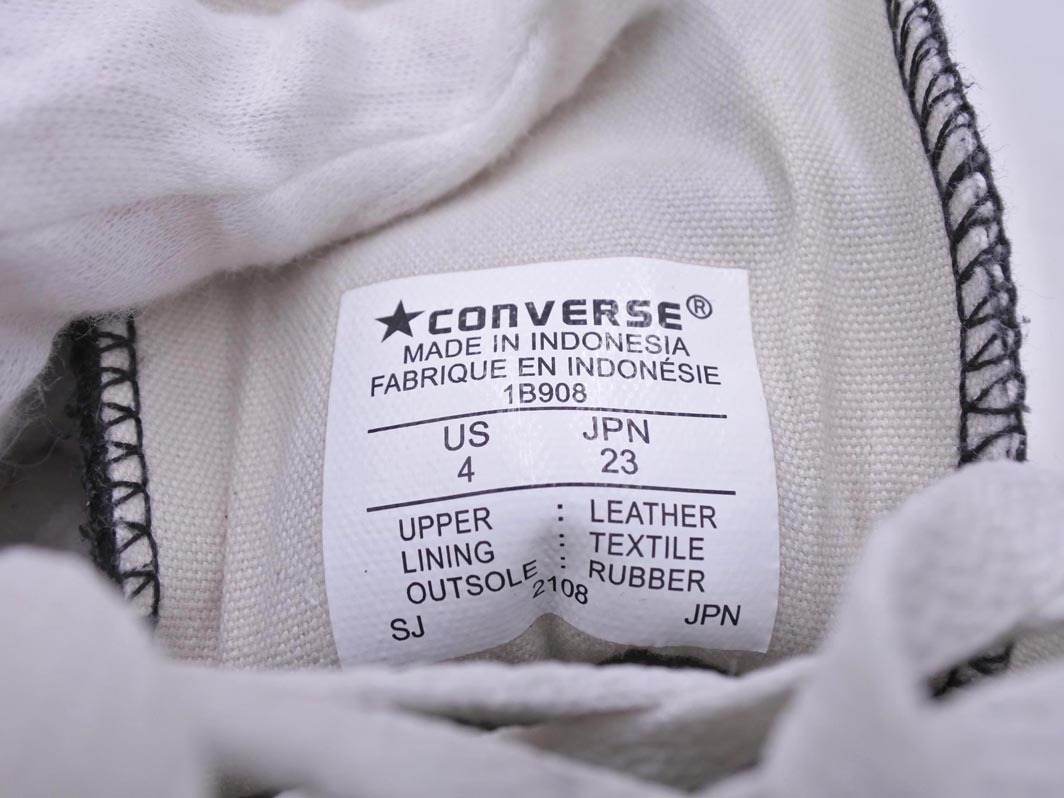 ★CONVERSE®
MADE IN INDONESIA
FABRIQUE EN INDONÉSIE
1B908
US JPN
4 23
UPPER : LEATHER
LINING : TEXTILE
OUTSOLE : RUBBER
2108
SJ JPN